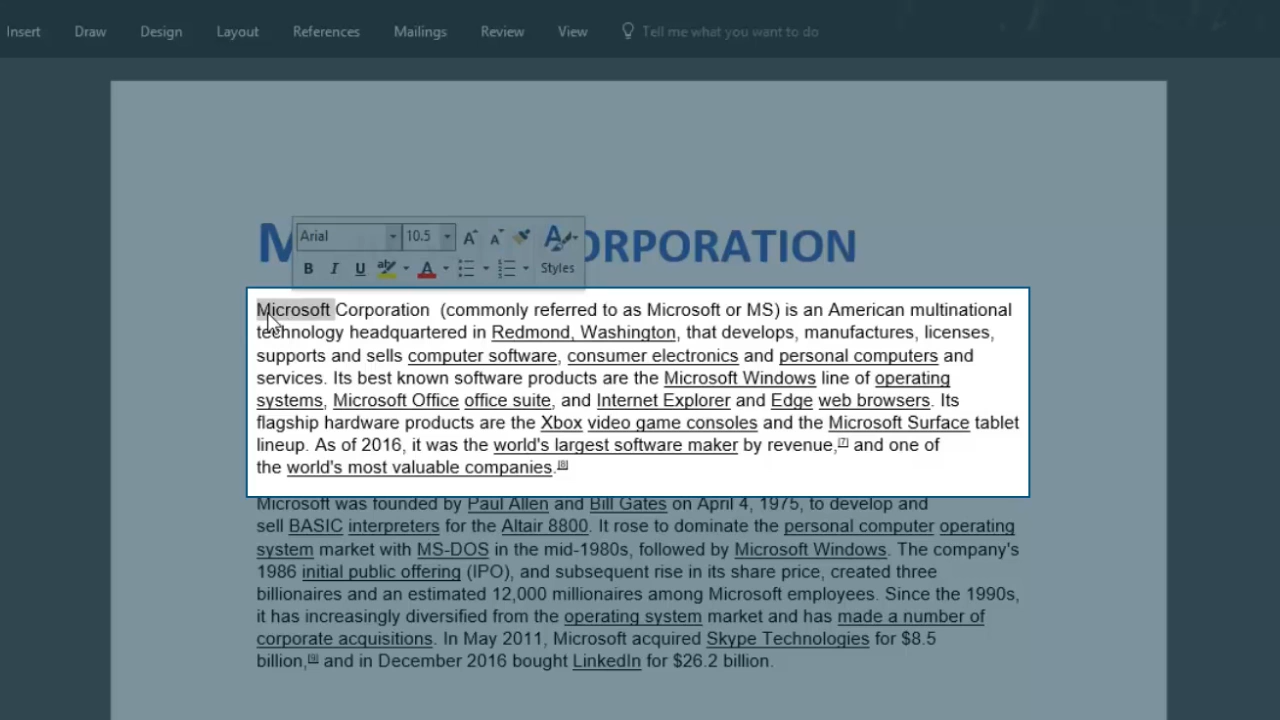 Insert Draw Design Layout References Mailings Review View Tell me what you want to do
Arial 10.5
B I U Styles
ORPORATION
Microsoft Corporation (commonly referred to as Microsoft or MS) is an American multinational
technology headquartered in Redmond, Washington, that develops, manufactures, licenses,
supports and sells computer software, consumer electronics and personal computers and
services. Its best known software products are the Microsoft Windows line of operating
systems, Microsoft Office office suite, and Internet Explorer and Edge web browsers. Its
flagship hardware products are the Xbox video game consoles and the Microsoft Surface tablet
lineup. As of 2016, it was the world's largest software maker by revenue,[7] and one of
the world's most valuable companies.[8]
Microsoft was founded by Paul Allen and Bill Gates on April 4, 1975, to develop and
sell BASIC interpreters for the Altair 8800. It rose to dominate the personal computer operating
system market with MS-DOS in the mid-1980s, followed by Microsoft Windows. The company's
1986 initial public offering (IPO), and subsequent rise in its share price, created three
billionaires and an estimated 12,000 millionaires among Microsoft employees. Since the 1990s,
it has increasingly diversified from the operating system market and has made a number of
corporate acquisitions. In May 2011, Microsoft acquired Skype Technologies for $8.5
billion,[9] and in December 2016 bought LinkedIn for $26.2 billion.